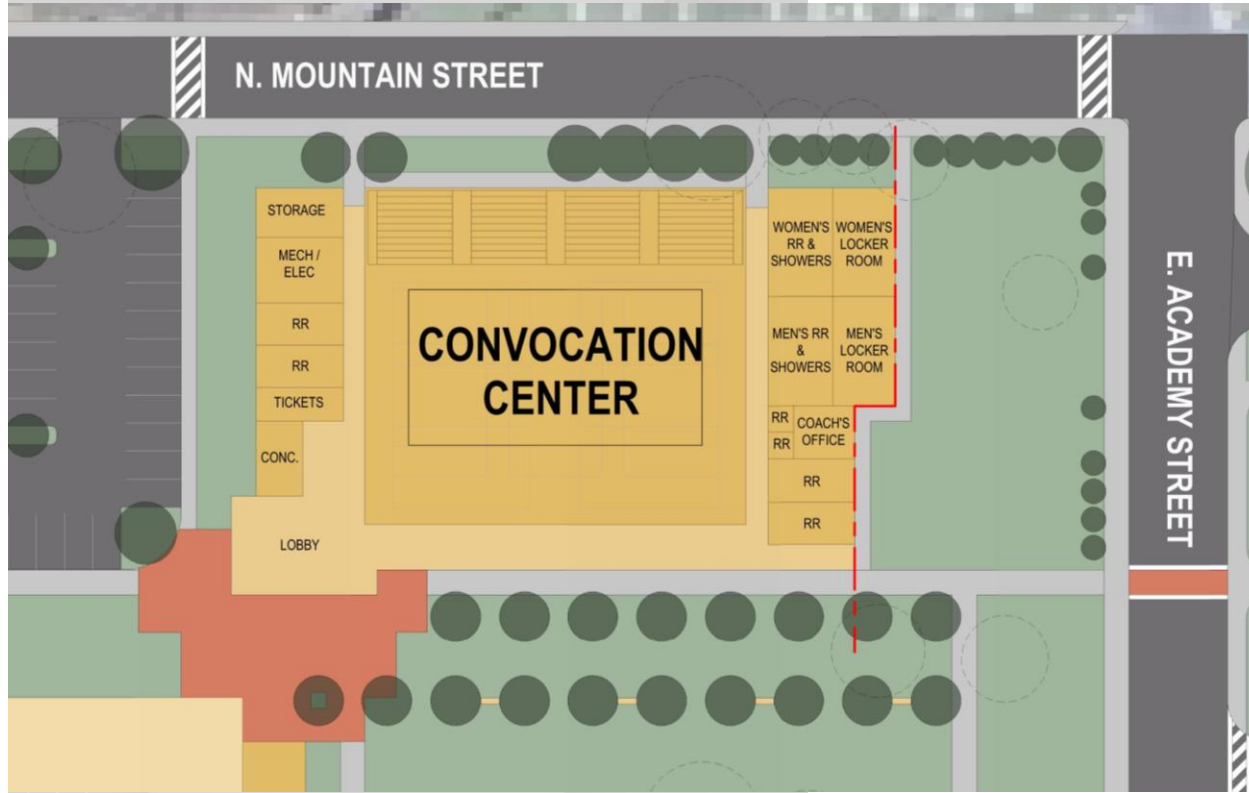 N. MOUNTAIN STREET
STORAGE
MECH /
ELEC
RR
RR
TICKETS
CONC.
LOBBY
CONVOCATION
CENTER
WOMEN'S
RR &
SHOWERS
WOMEN'S
LOCKER
ROOM
MEN'S RR
&
SHOWERS
MEN'S
LOCKER
ROOM
RR
RR
COACH'S
OFFICE
RR
RR
E. ACADEMY STREET